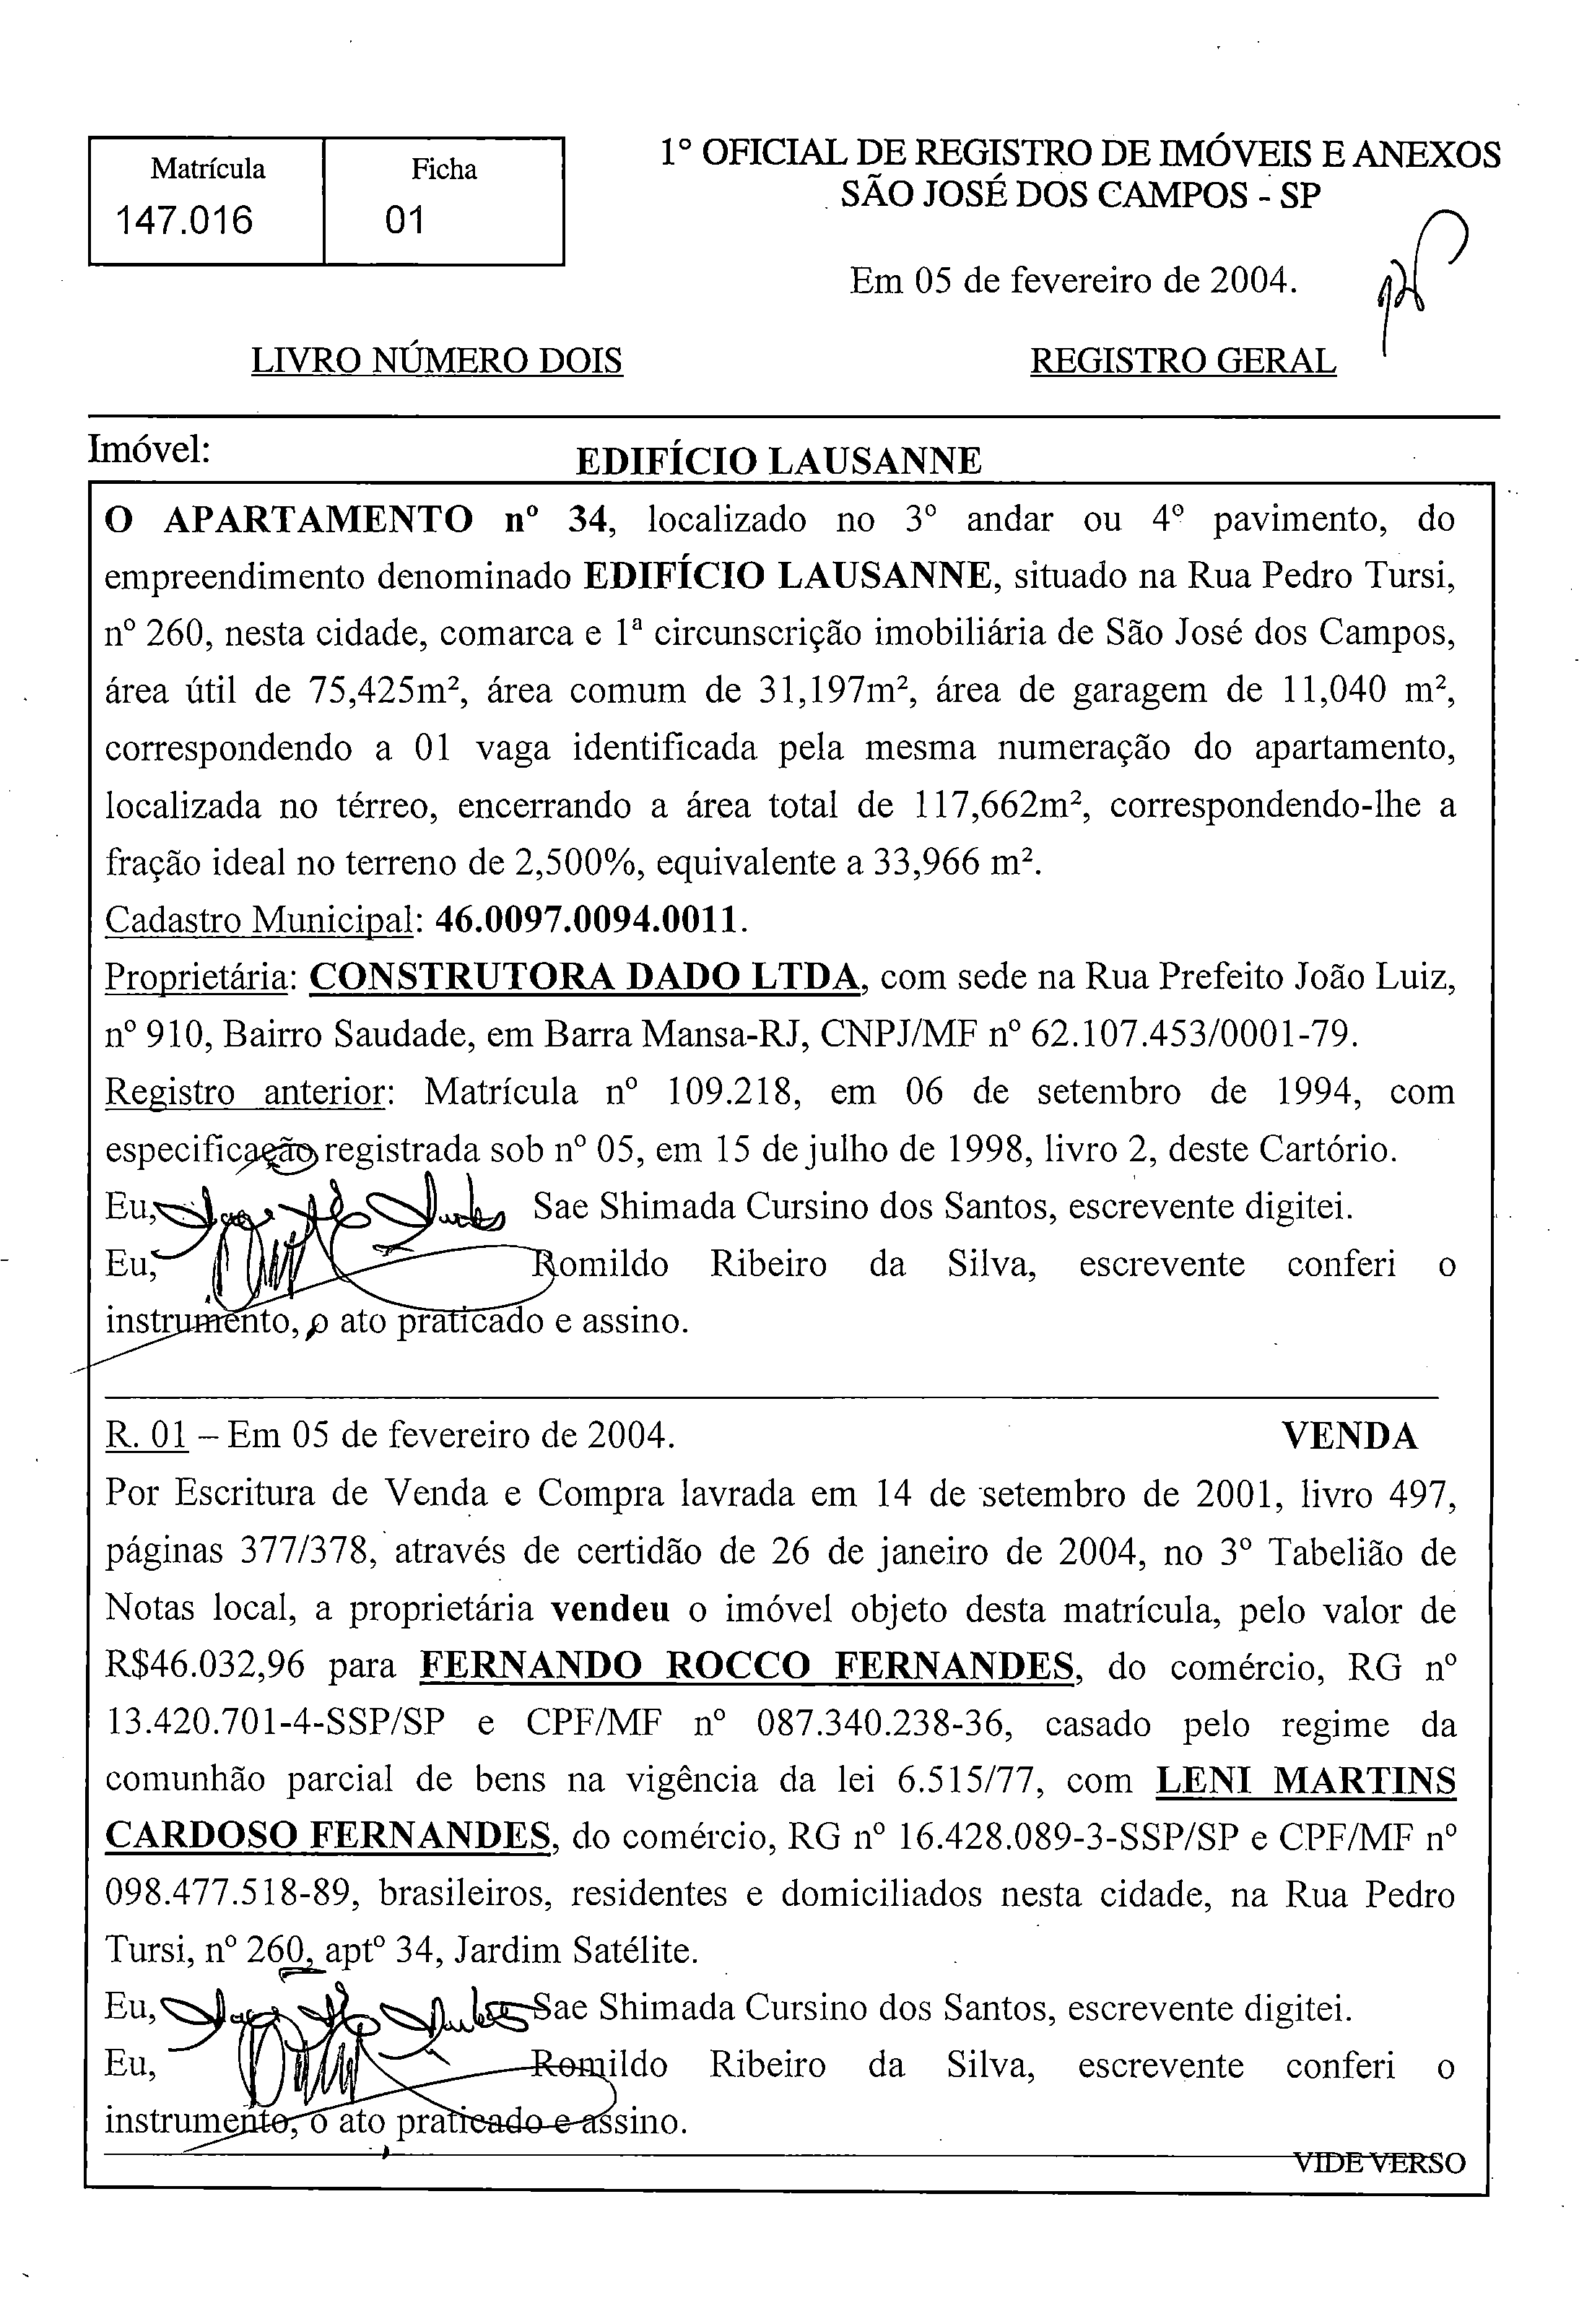 Matrícula
147.016
Ficha
01
1º OFICIAL DE REGISTRO DE IMÓVEIS E ANEXOS
SÃO JOSÉ DOS CAMPOS - SP
Em 05 de fevereiro de 2004.
LIVRO NÚMERO DOIS
REGISTRO GERAL
Imóvel:
EDIFÍCIO LAUSANNE
O APARTAMENTO nº 34, localizado no 3º andar ou 4º pavimento, do
empreendimento denominado EDIFÍCIO LAUSANNE, situado na Rua Pedro Tursi,
nº 260, nesta cidade, comarca e 1ª circunscrição imobiliária de São José dos Campos,
área útil de 75,425m², área comum de 31,197m², área de garagem de 11,040 m²,
correspondendo a 01 vaga identificada pela mesma numeração do apartamento,
localizada no térreo, encerrando a área total de 117,662m², correspondendo-lhe a
fração ideal no terreno de 2,500%, equivalente a 33,966 m².
Cadastro Municipal: 46.0097.0094.0011.
Proprietária: CONSTRUTORA DADO LTDA, com sede na Rua Prefeito João Luiz,
nº 910, Bairro Saudade, em Barra Mansa-RJ, CNPJ/MF nº 62.107.453/0001-79.
Registro anterior: Matrícula nº 109.218, em 06 de setembro de 1994, com
especificação registrada sob nº 05, em 15 de julho de 1998, livro 2, deste Cartório.
Eu, Sae Shimada Cursino dos Santos, escrevente digitei.
Eu, Romildo Ribeiro da Silva, escrevente conferi o
instrumento, o ato praticado e assino.
R. 01 – Em 05 de fevereiro de 2004. VENDA
Por Escritura de Venda e Compra lavrada em 14 de setembro de 2001, livro 497,
páginas 377/378, através de certidão de 26 de janeiro de 2004, no 3º Tabelião de
Notas local, a proprietária vendeu o imóvel objeto desta matrícula, pelo valor de
R$46.032,96 para FERNANDO ROCCO FERNANDES, do comércio, RG nº
13.420.701-4-SSP/SP e CPF/MF nº 087.340.238-36, casado pelo regime da
comunhão parcial de bens na vigência da lei 6.515/77, com LENI MARTINS
CARDOSO FERNANDES, do comércio, RG nº 16.428.089-3-SSP/SP e CPF/MF nº
098.477.518-89, brasileiros, residentes e domiciliados nesta cidade, na Rua Pedro
Tursi, nº 260, aptº 34, Jardim Satélite.
Eu, Sae Shimada Cursino dos Santos, escrevente digitei.
Eu, Romildo Ribeiro da Silva, escrevente conferi o
instrumento, o ato praticado e assino.
VIDE VERSO